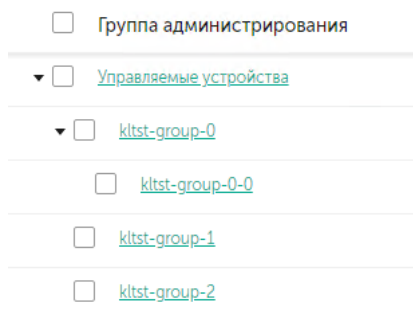 Группа администрирования
Управляемые устройства
kltst-group-0
kltst-group-0-0
kltst-group-1
kltst-group-2